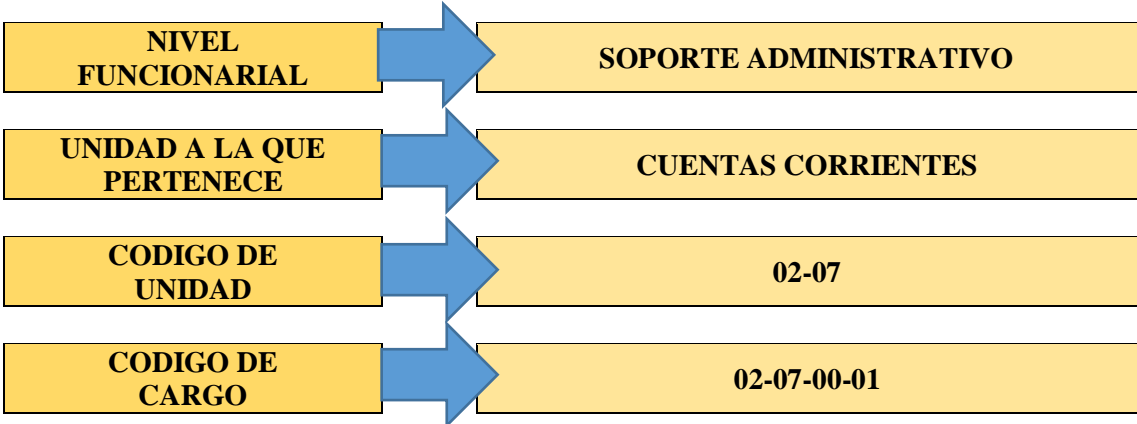 NIVEL
FUNCIONARIAL
SOPORTE ADMINISTRATIVO
UNIDAD A LA QUE
PERTENECE
CUENTAS CORRIENTES
CODIGO DE
UNIDAD
02-07
CODIGO DE
CARGO
02-07-00-01